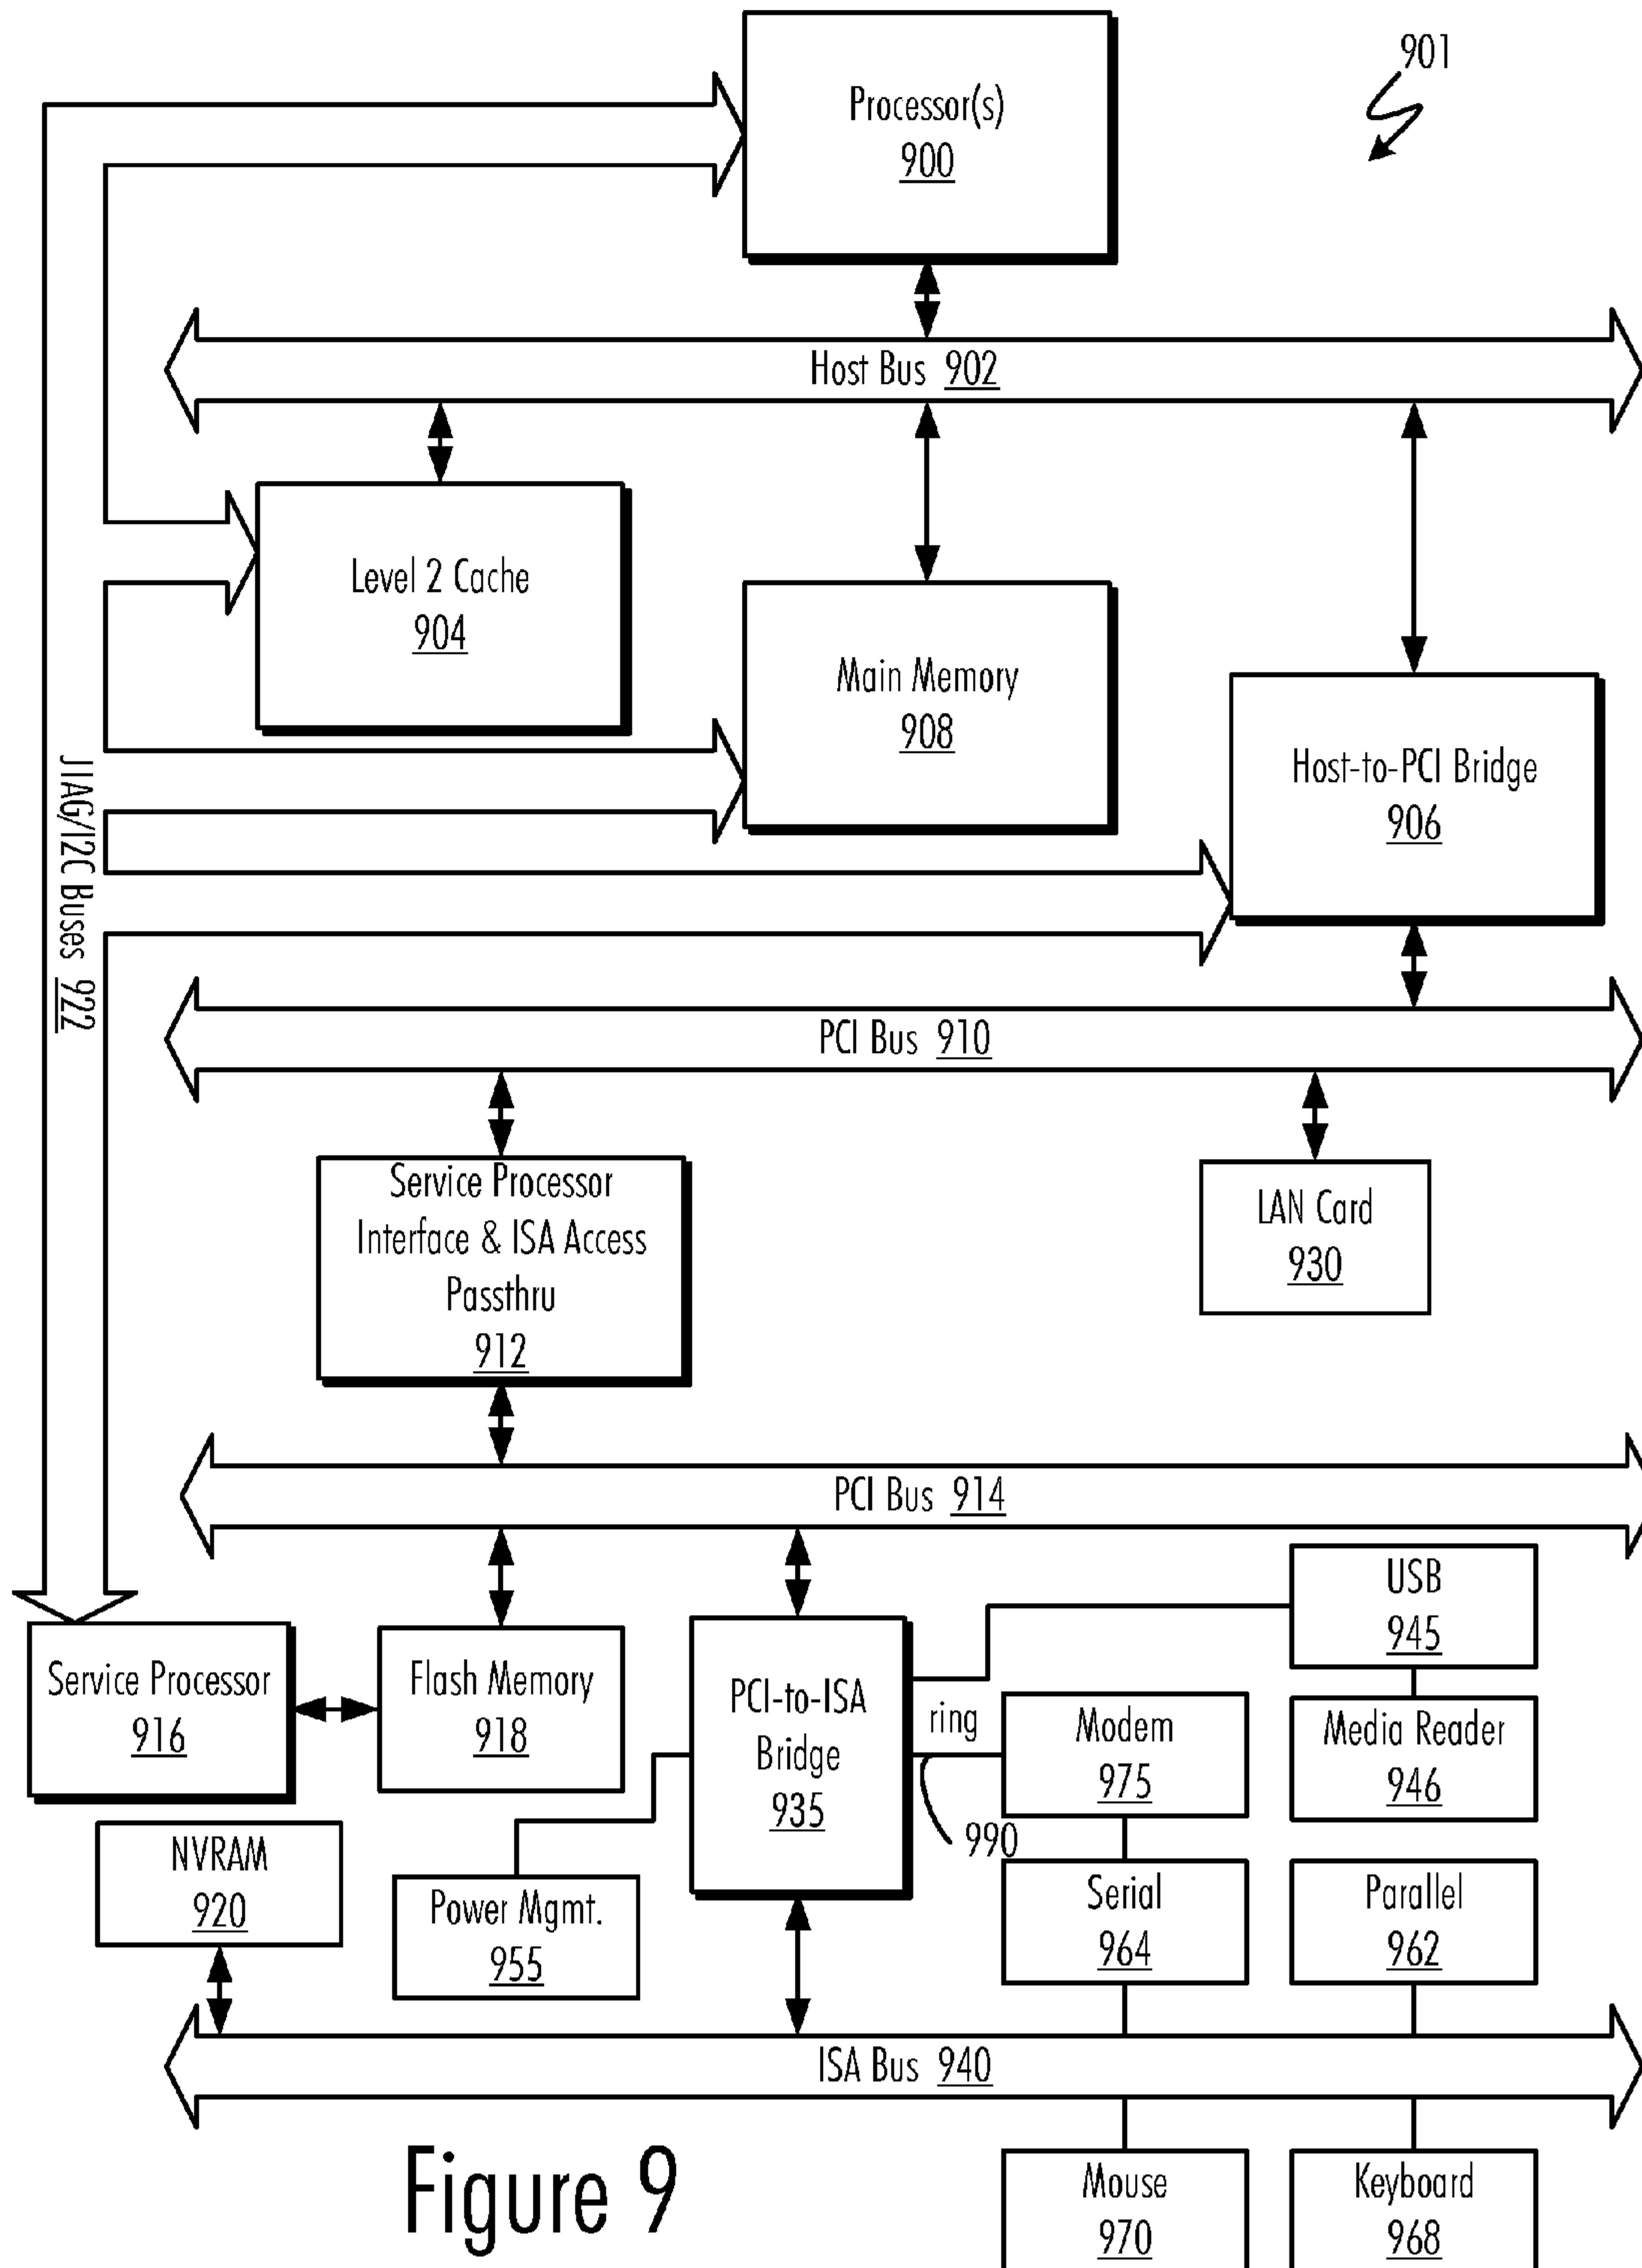 901
Processor(s)
900
Host Bus 902
Level 2 Cache
904
Main Memory
908
Host-to-PCI Bridge
906
JTAG/I2C Buses 922
PCI Bus 910
Service Processor
Interface & ISA Access
Passthru
912
LAN Card
930
PCI Bus 914
USB
945
Service Processor
916
Flash Memory
918
PCI-to-ISA
Bridge
935
ring
Modem
975
Media Reader
946
990
NVRAM
920
Power Mgmt.
955
Serial
964
Parallel
962
ISA Bus 940
Mouse
970
Keyboard
968
Figure 9